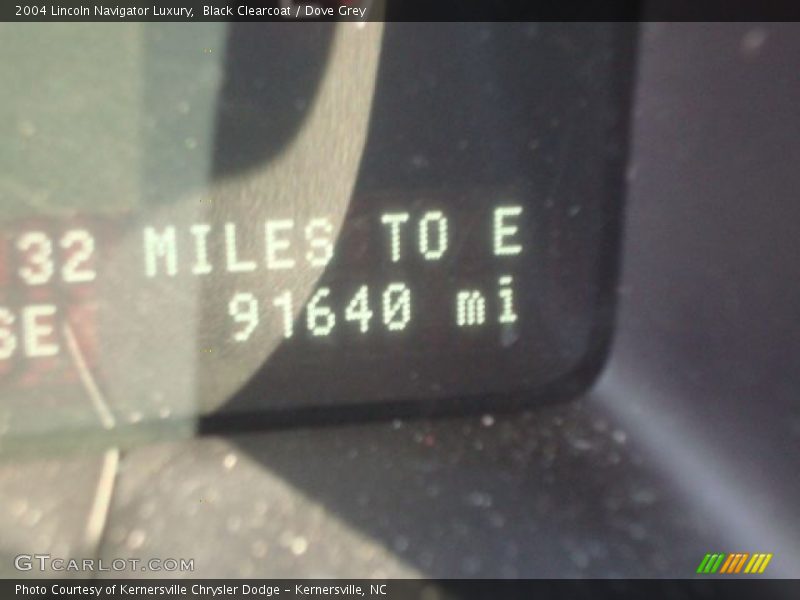 2004 Lincoln Navigator Luxury, Black Clearcoat / Dove Grey
32 MILES TO E
SE 91640 mi
GTCARLOT.COM
Photo Courtesy of Kernersville Chrysler Dodge – Kernersville, NC